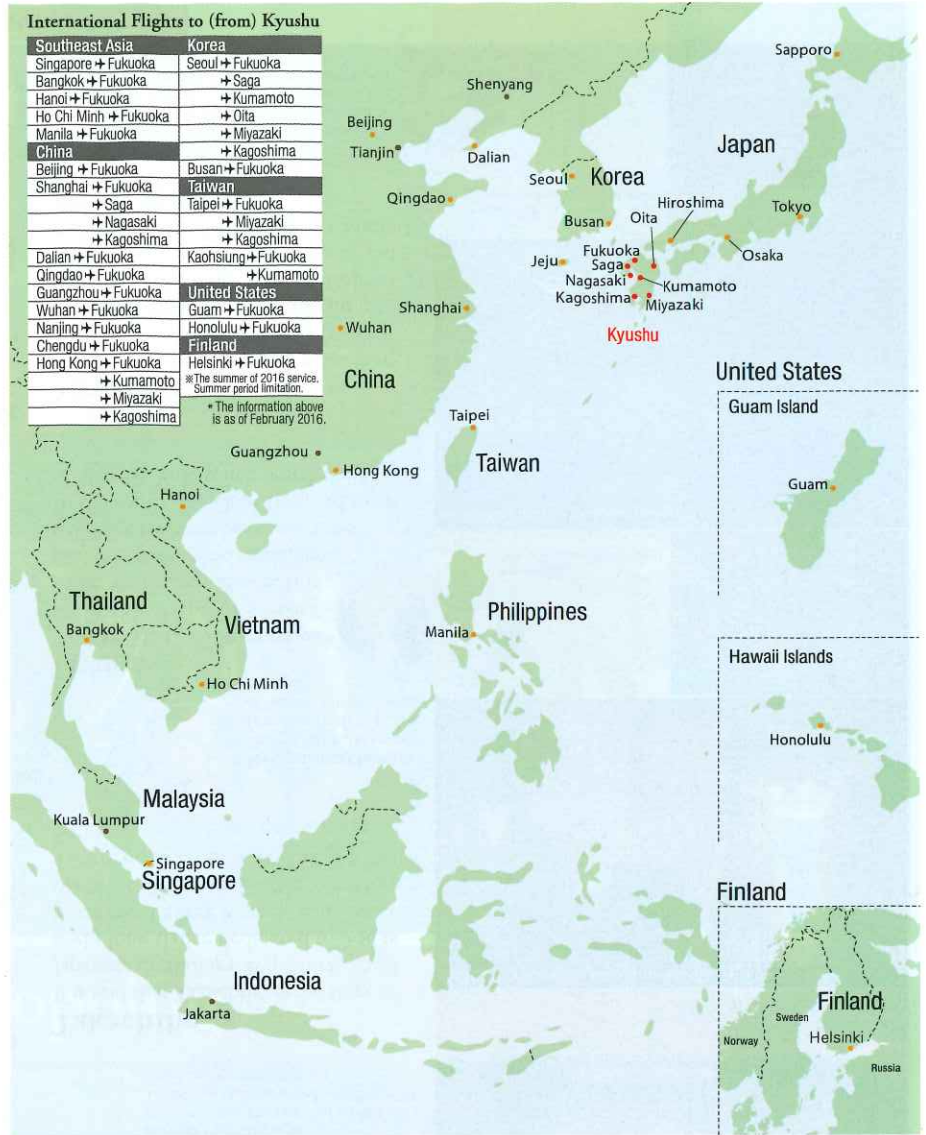 International Flights to (from) Kyushu
Southeast Asia
Singapore ✈ Fukuoka
Bangkok ✈ Fukuoka
Hanoi ✈ Fukuoka
Ho Chi Minh ✈ Fukuoka
Manila ✈ Fukuoka
China
Beijing ✈ Fukuoka
Shanghai ✈ Fukuoka
✈ Saga
✈ Nagasaki
✈ Kagoshima
Dalian ✈ Fukuoka
Qingdao ✈ Fukuoka
Guangzhou ✈ Fukuoka
Wuhan ✈ Fukuoka
Nanjing ✈ Fukuoka
Chengdu ✈ Fukuoka
Hong Kong ✈ Fukuoka
✈ Kumamoto
✈ Miyazaki
✈ Kagoshima
Korea
Seoul ✈ Fukuoka
✈ Saga
✈ Kumamoto
✈ Oita
✈ Miyazaki
✈ Kagoshima
Busan ✈ Fukuoka
Taiwan
Taipei ✈ Fukuoka
✈ Miyazaki
✈ Kagoshima
Kaohsiung ✈ Fukuoka
✈ Kumamoto
United States
Guam ✈ Fukuoka
Honolulu ✈ Fukuoka
Finland
Helsinki ✈ Fukuoka
※The summer of 2016 service.
Summer period limitation.
* The information above
is as of February 2016.
Sapporo
Shenyang
Beijing
Tianjin
Dalian
Japan
Seoul
Korea
Qingdao
Hiroshima
Tokyo
Busan
Oita
Osaka
Jeju
Fukuoka
Saga
Nagasaki
Kumamoto
Kagoshima
Miyazaki
Kyushu
Shanghai
Wuhan
China
United States
Guam Island
Taipei
Guangzhou
Hong Kong
Taiwan
Guam
Hanoi
Thailand
Bangkok
Vietnam
Philippines
Manila
Hawaii Islands
Ho Chi Minh
Honolulu
Malaysia
Kuala Lumpur
Singapore
Singapore
Finland
Indonesia
Jakarta
Finland
Sweden
Norway
Helsinki
Russia